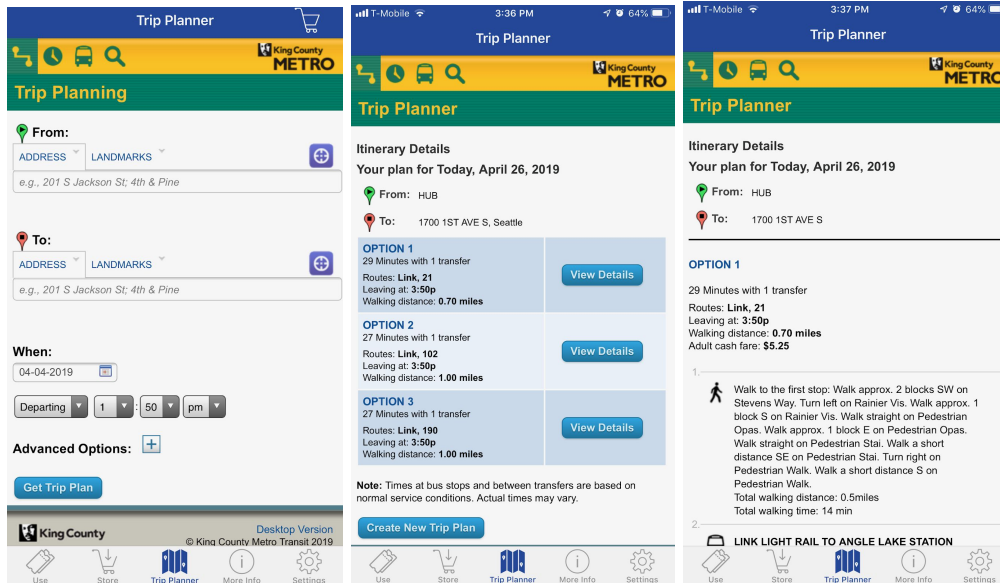 Trip Planner
King County
METRO
Trip Planning
From:
ADDRESS LANDMARKS
e.g., 201 S Jackson St; 4th & Pine
To:
ADDRESS LANDMARKS
e.g., 201 S Jackson St; 4th & Pine
When:
04-04-2019
Departing 1 : 50 pm
Advanced Options: +
Get Trip Plan
King County
Desktop Version
© King County Metro Transit 2019
Use Store Trip Planner More Info Settings
T-Mobile 3:36 PM 64%
Trip Planner
King County
METRO
Trip Planner
Itinerary Details
Your plan for Today, April 26, 2019
From: HUB
To: 1700 1ST AVE S, Seattle
OPTION 1
29 Minutes with 1 transfer
Routes: Link, 21
Leaving at: 3:50p
Walking distance: 0.70 miles
View Details
OPTION 2
27 Minutes with 1 transfer
Routes: Link, 102
Leaving at: 3:50p
Walking distance: 1.00 miles
View Details
OPTION 3
27 Minutes with 1 transfer
Routes: Link, 190
Leaving at: 3:50p
Walking distance: 1.00 miles
View Details
Note: Times at bus stops and between transfers are based on
normal service conditions. Actual times may vary.
Create New Trip Plan
Use Store Trip Planner More Info Settings
T-Mobile 3:37 PM 64%
Trip Planner
King County
METRO
Trip Planner
Itinerary Details
Your plan for Today, April 26, 2019
From: HUB
To: 1700 1ST AVE S
OPTION 1
29 Minutes with 1 transfer
Routes: Link, 21
Leaving at: 3:50p
Walking distance: 0.70 miles
Adult cash fare: $5.25
1.
Walk to the first stop: Walk approx. 2 blocks SW on
Stevens Way. Turn left on Rainier Vis. Walk approx. 1
block S on Rainier Vis. Walk straight on Pedestrian
Opas. Walk approx. 1 block E on Pedestrian Opas.
Walk straight on Pedestrian Stai. Walk a short
distance SE on Pedestrian Stai. Turn right on
Pedestrian Walk. Walk a short distance S on
Pedestrian Walk.
Total walking distance: 0.5miles
Total walking time: 14 min
2.
LINK LIGHT RAIL TO ANGLE LAKE STATION
Use Store Trip Planner More Info Settings